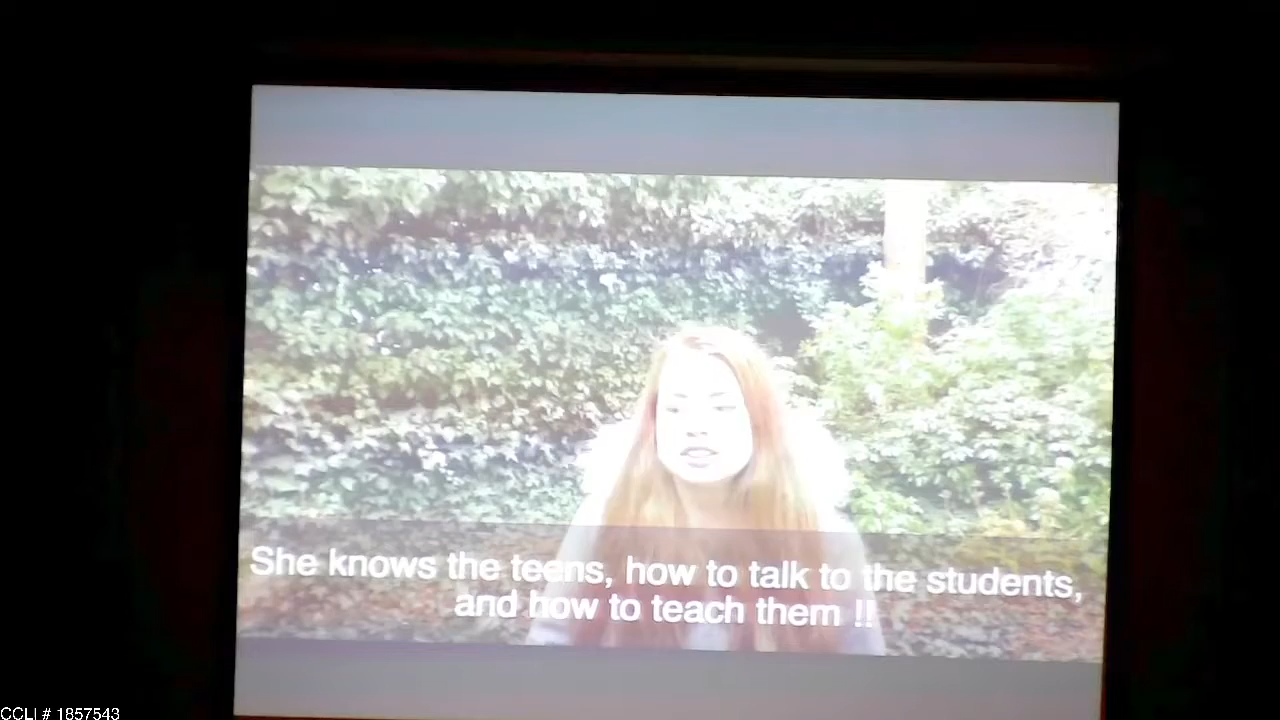 She knows the teens, how to talk to the students,
and how to teach them !!
CCLI # 1857543